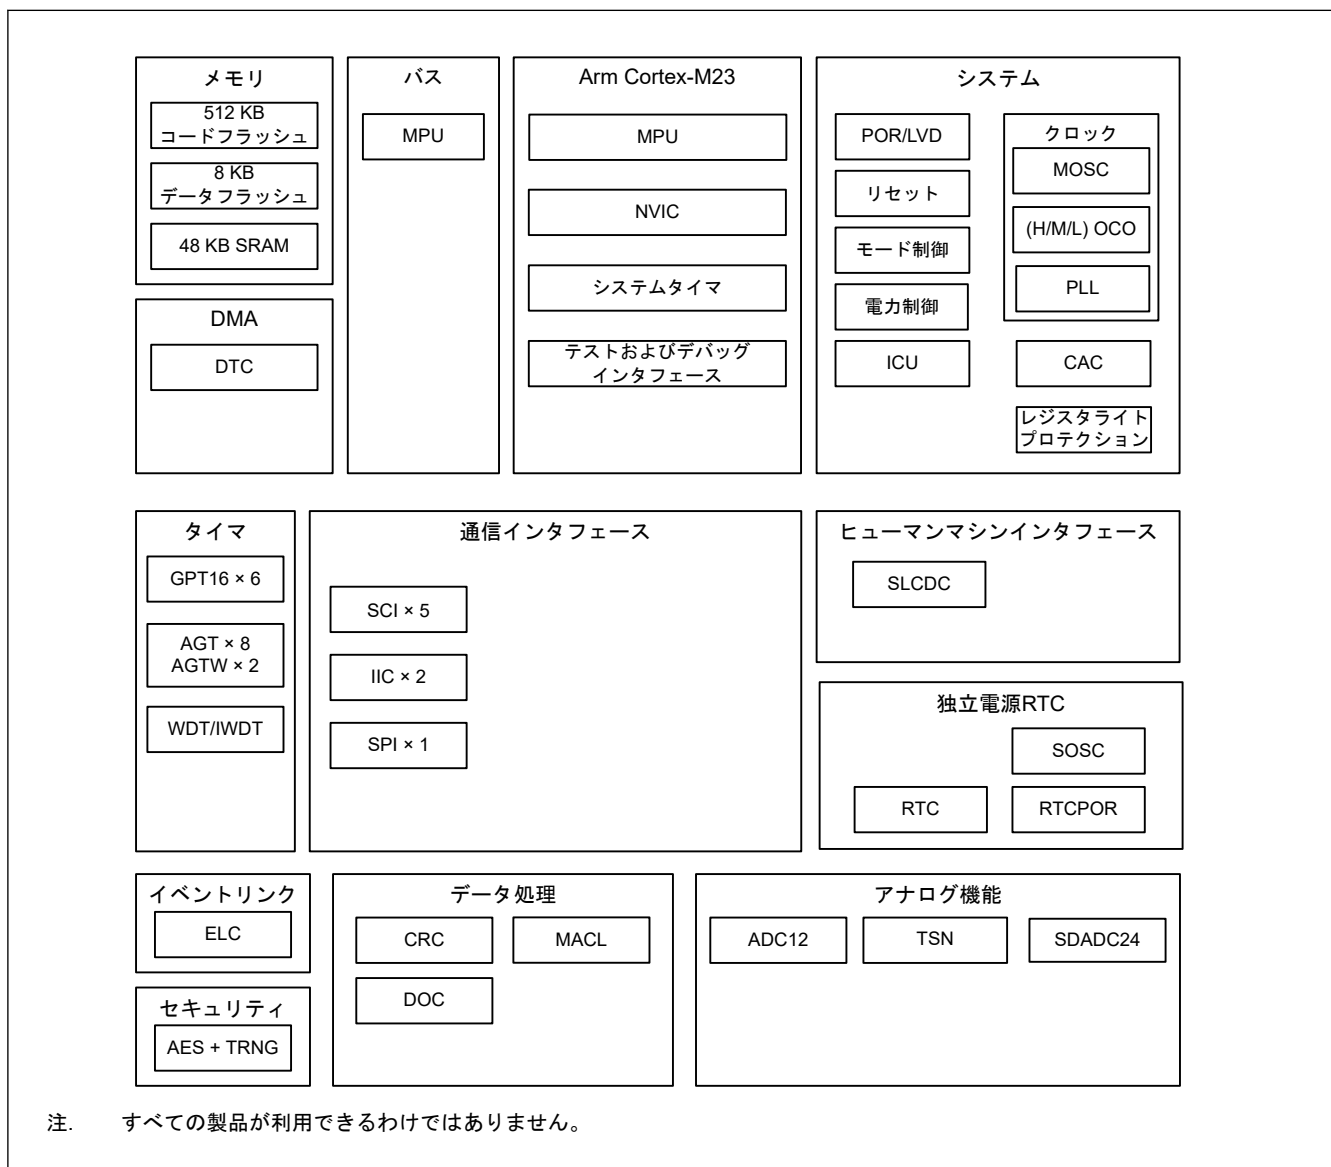 メモリ
512 KB
コードフラッシュ
8 KB
データフラッシュ
48 KB SRAM
DMA
DTC
バス
MPU
Arm Cortex-M23
MPU
NVIC
システムタイマ
テストおよびデバッグ
インタフェース
システム
POR/LVD
リセット
モード制御
電力制御
ICU
クロック
MOSC
(H/M/L) OCO
PLL
CAC
レジスタライト
プロテクション
タイマ
GPT16 × 6
AGT × 8
AGTW × 2
WDT/IWDT
通信インタフェース
SCI × 5
IIC × 2
SPI × 1
ヒューマンマシンインタフェース
SLCDC
独立電源RTC
SOSC
RTC
RTCPOR
イベントリンク
ELC
セキュリティ
AES + TRNG
データ処理
CRC
MACL
DOC
アナログ機能
ADC12
TSN
SDADC24
注. すべての製品が利用できるわけではありません。